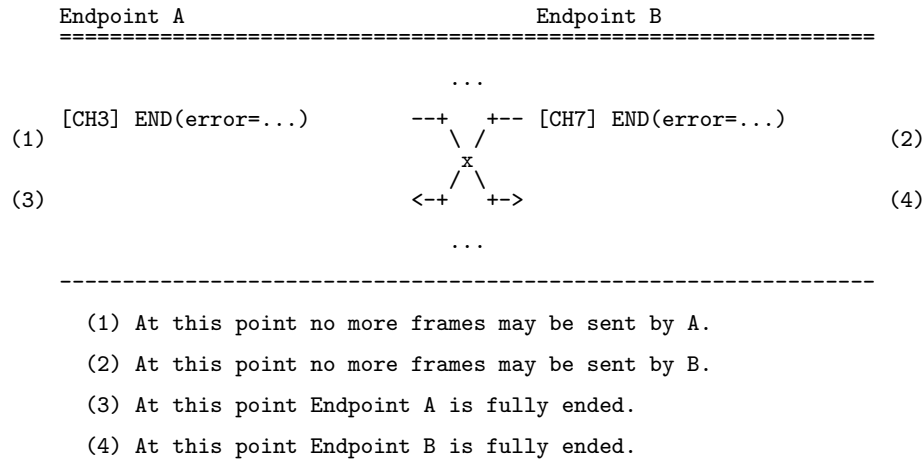 Endpoint A                            Endpoint B
=================================================================
...
[CH3] END(error=...)        --+   +-- [CH7] END(error=...)
(1)                                \ /                                (2)
x
/ \
(3)                             <-+   +->                             (4)
...
-----------------------------------------------------------------
(1) At this point no more frames may be sent by A.
(2) At this point no more frames may be sent by B.
(3) At this point Endpoint A is fully ended.
(4) At this point Endpoint B is fully ended.